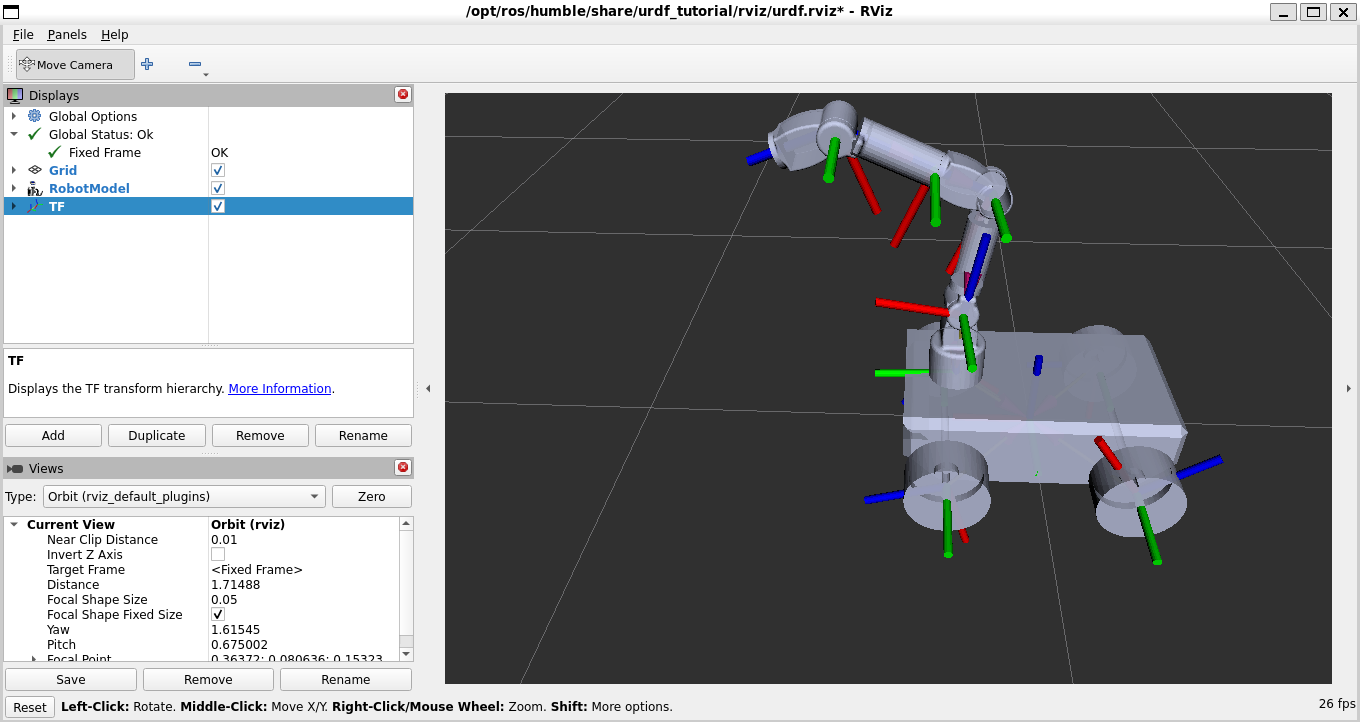 /opt/ros/humble/share/urdf_tutorial/rviz/urdf.rviz* - RViz
File Panels Help
Move Camera
Displays
Global Options
Global Status: Ok
Fixed Frame OK
Grid
RobotModel
TF
TF
Displays the TF transform hierarchy. More Information.
Add Duplicate Remove Rename
Views
Type: Orbit (rviz_default_plugins) Zero
Current View Orbit (rviz)
Near Clip Distance 0.01
Invert Z Axis
Target Frame <Fixed Frame>
Distance 1.71488
Focal Shape Size 0.05
Focal Shape Fixed Size
Yaw 1.61545
Pitch 0.675002
Focal Point 0.36372; 0.080636; 0.15323
Save Remove Rename
Reset Left-Click: Rotate. Middle-Click: Move X/Y. Right-Click/Mouse Wheel: Zoom. Shift: More options. 26 fps